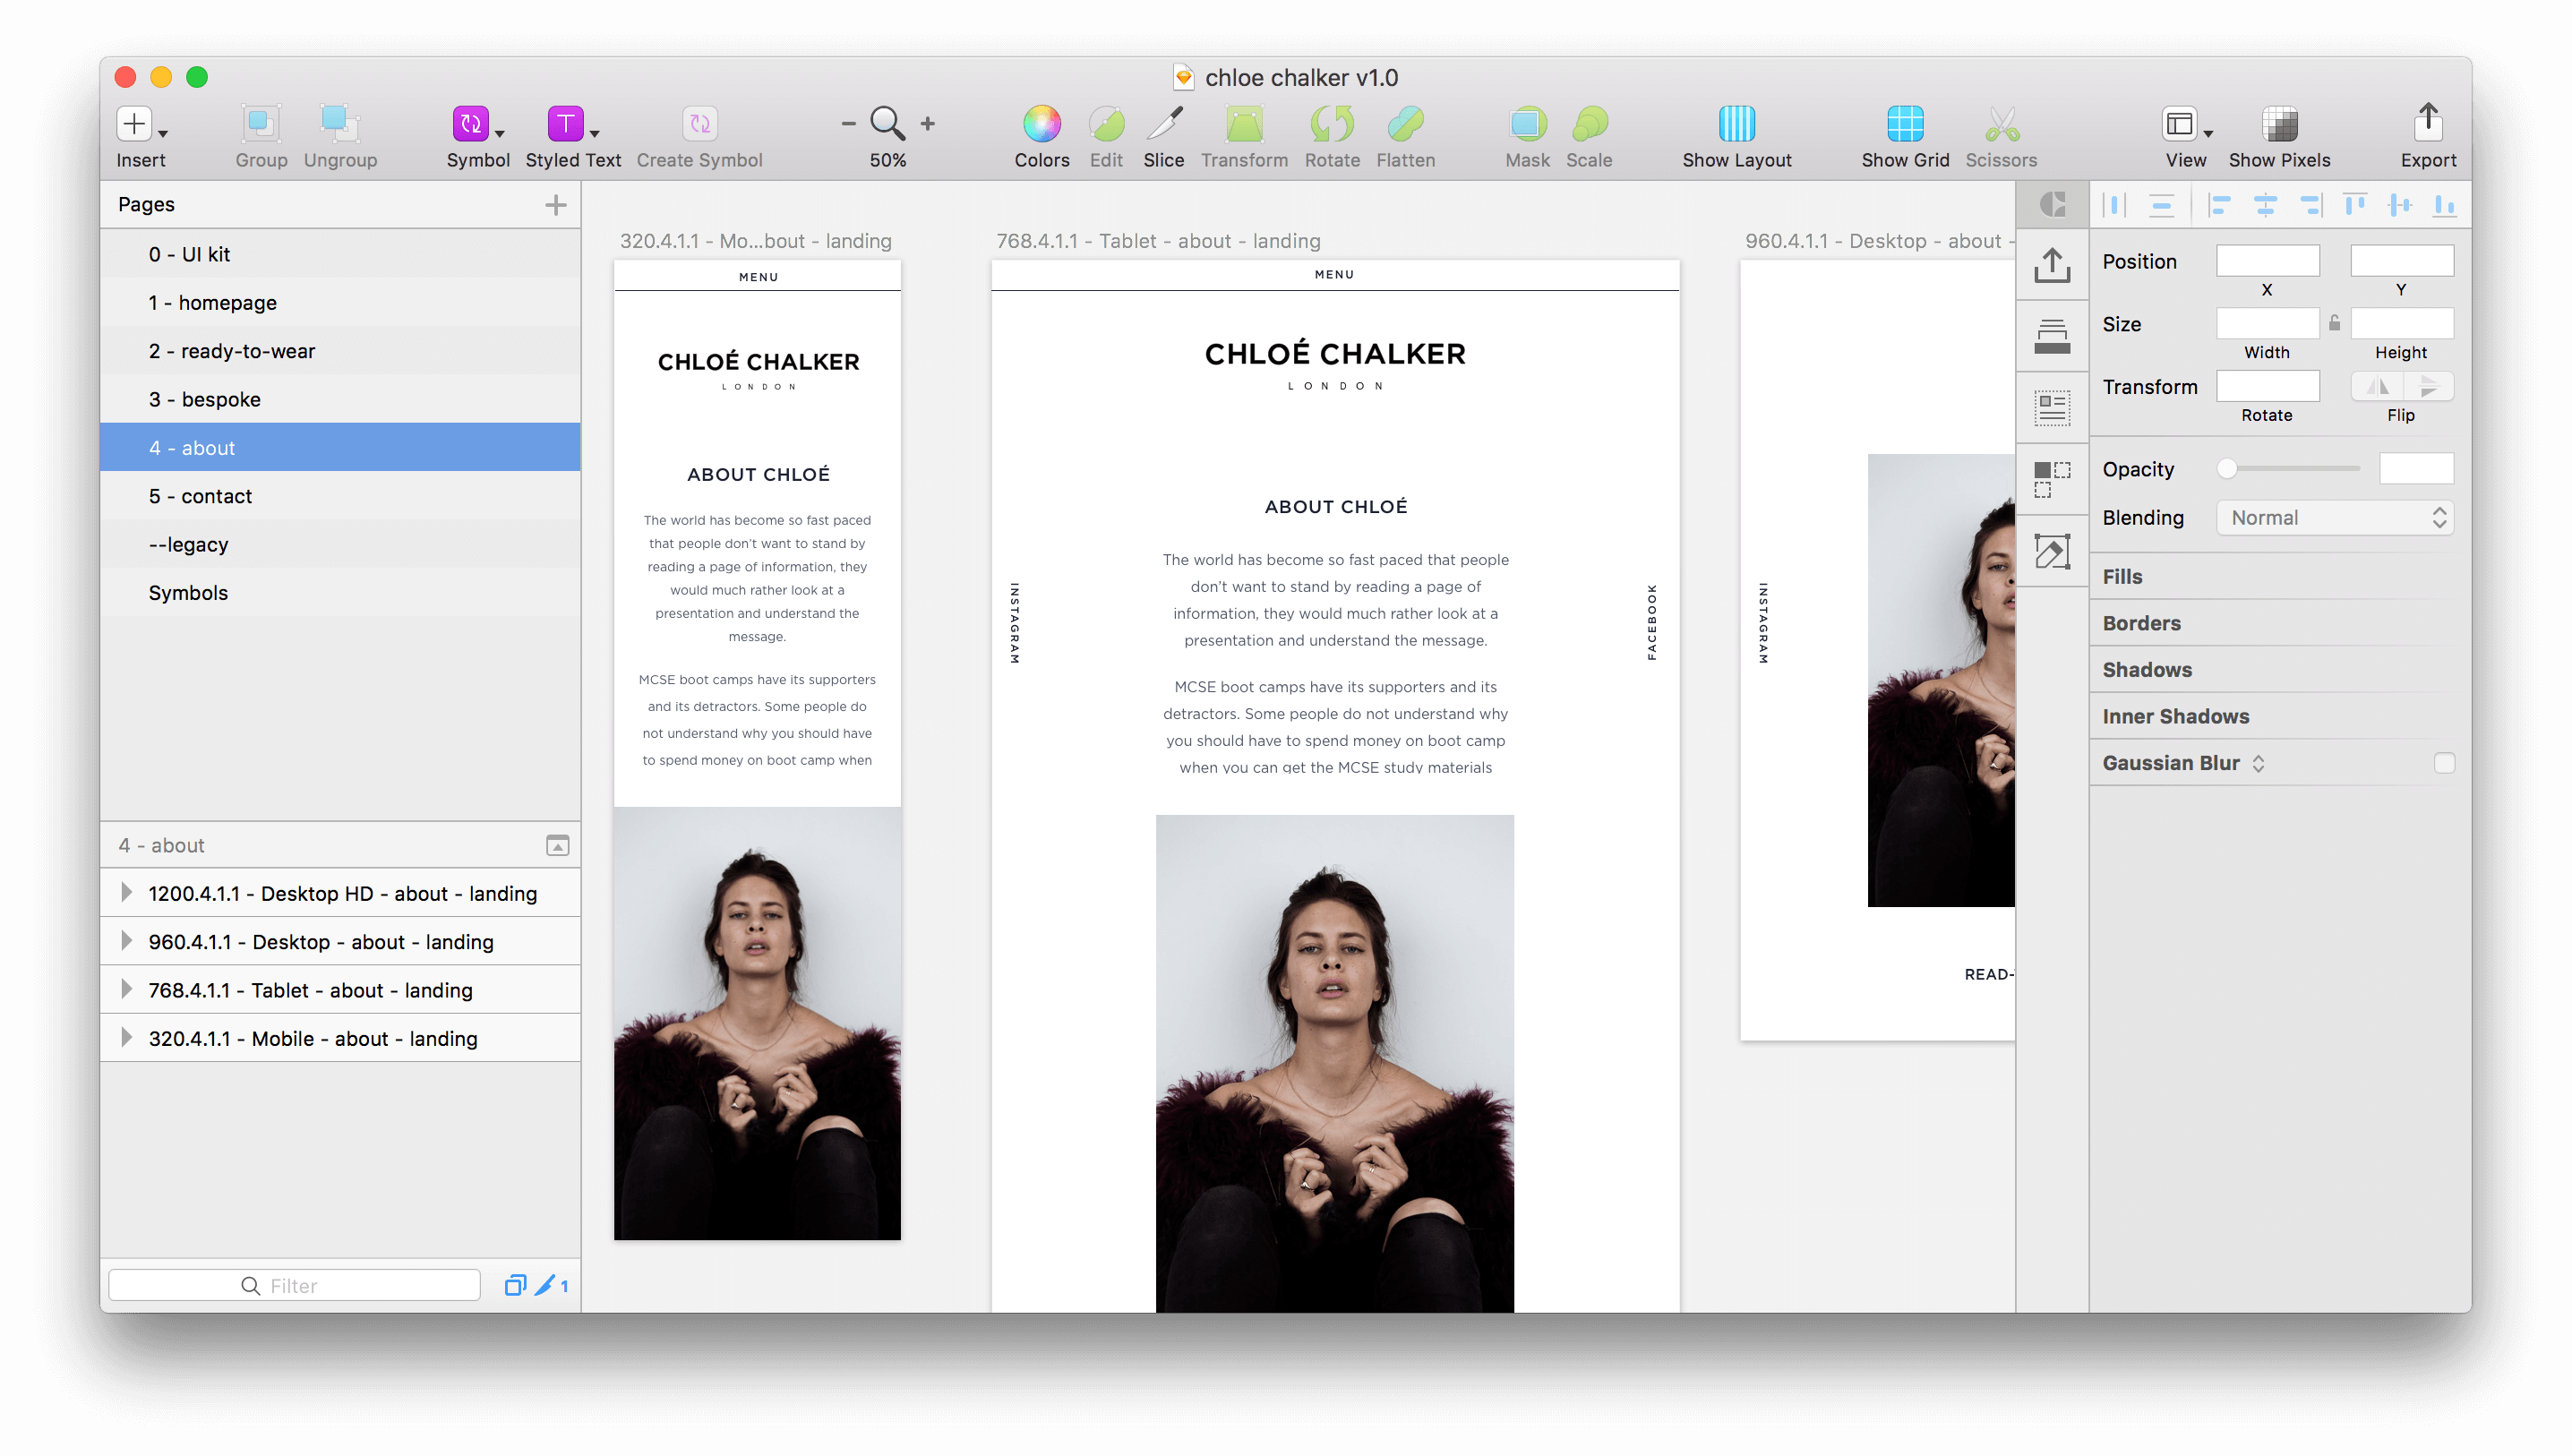 chloe chalker v1.0
Insert
Group
Ungroup
Symbol
Styled Text
Create Symbol
50%
Colors
Edit
Slice
Transform
Rotate
Flatten
Mask
Scale
Show Layout
Show Grid
Scissors
View
Show Pixels
Export
Pages
0 - UI kit
1 - homepage
2 - ready-to-wear
3 - bespoke
4 - about
5 - contact
--legacy
Symbols
4 - about
1200.4.1.1 - Desktop HD - about - landing
960.4.1.1 - Desktop - about - landing
768.4.1.1 - Tablet - about - landing
320.4.1.1 - Mobile - about - landing
Filter
1
320.4.1.1 - Mo...bout - landing
MENU
CHLOÉ CHALKER
LONDON
ABOUT CHLOÉ
The world has become so fast paced
that people don't want to stand by
reading a page of information, they
would much rather look at a
presentation and understand the
message.
MCSE boot camps have its supporters
and its detractors. Some people do
not understand why you should have
to spend money on boot camp when
768.4.1.1 - Tablet - about - landing
MENU
CHLOÉ CHALKER
LONDON
ABOUT CHLOÉ
The world has become so fast paced that people
don't want to stand by reading a page of
information, they would much rather look at a
presentation and understand the message.
MCSE boot camps have its supporters and its
detractors. Some people do not understand why
you should have to spend money on boot camp
when you can get the MCSE study materials
INSTAGRAM
FACEBOOK
960.4.1.1 - Desktop - about -
INSTAGRAM
READ-
Position
X
Y
Size
Width
Height
Transform
Rotate
Flip
Opacity
Blending
Normal
Fills
Borders
Shadows
Inner Shadows
Gaussian Blur